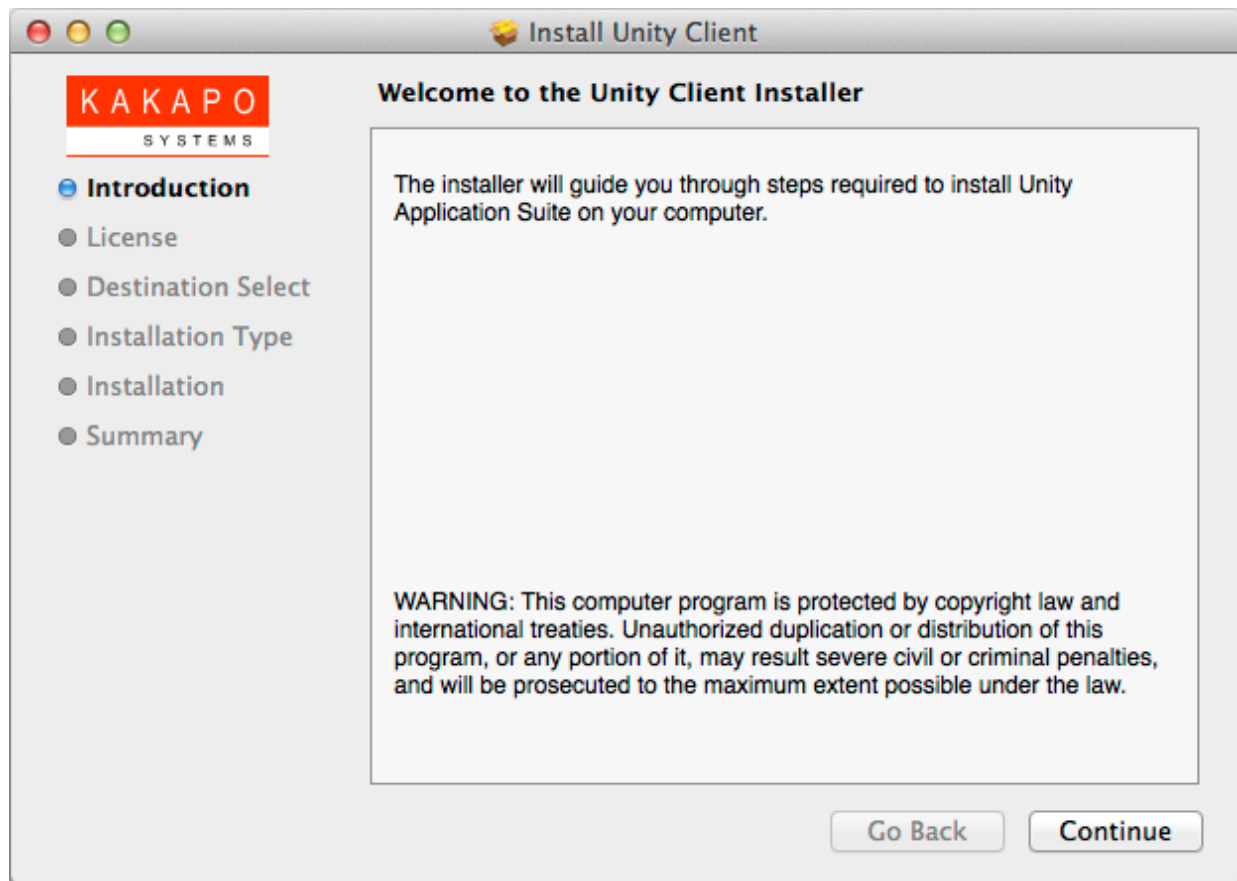 Install Unity Client
KAKAPO
SYSTEMS
Introduction
License
Destination Select
Installation Type
Installation
Summary
Welcome to the Unity Client Installer
The installer will guide you through steps required to install Unity
Application Suite on your computer.
WARNING: This computer program is protected by copyright law and
international treaties. Unauthorized duplication or distribution of this
program, or any portion of it, may result severe civil or criminal penalties,
and will be prosecuted to the maximum extent possible under the law.
Go Back
Continue